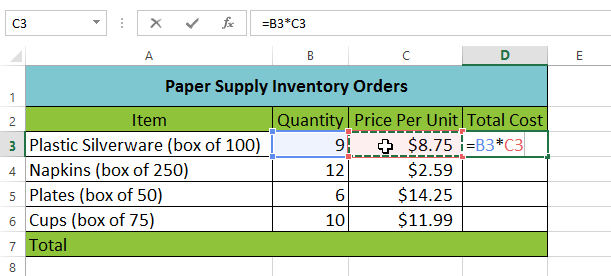 C3 fx =B3*C3
A B C D E
1 Paper Supply Inventory Orders
2 Item Quantity Price Per Unit Total Cost
3 Plastic Silverware (box of 100) 9 $8.75 =B3*C3
4 Napkins (box of 250) 12 $2.59
5 Plates (box of 50) 6 $14.25
6 Cups (box of 75) 10 $11.99
7 Total
8